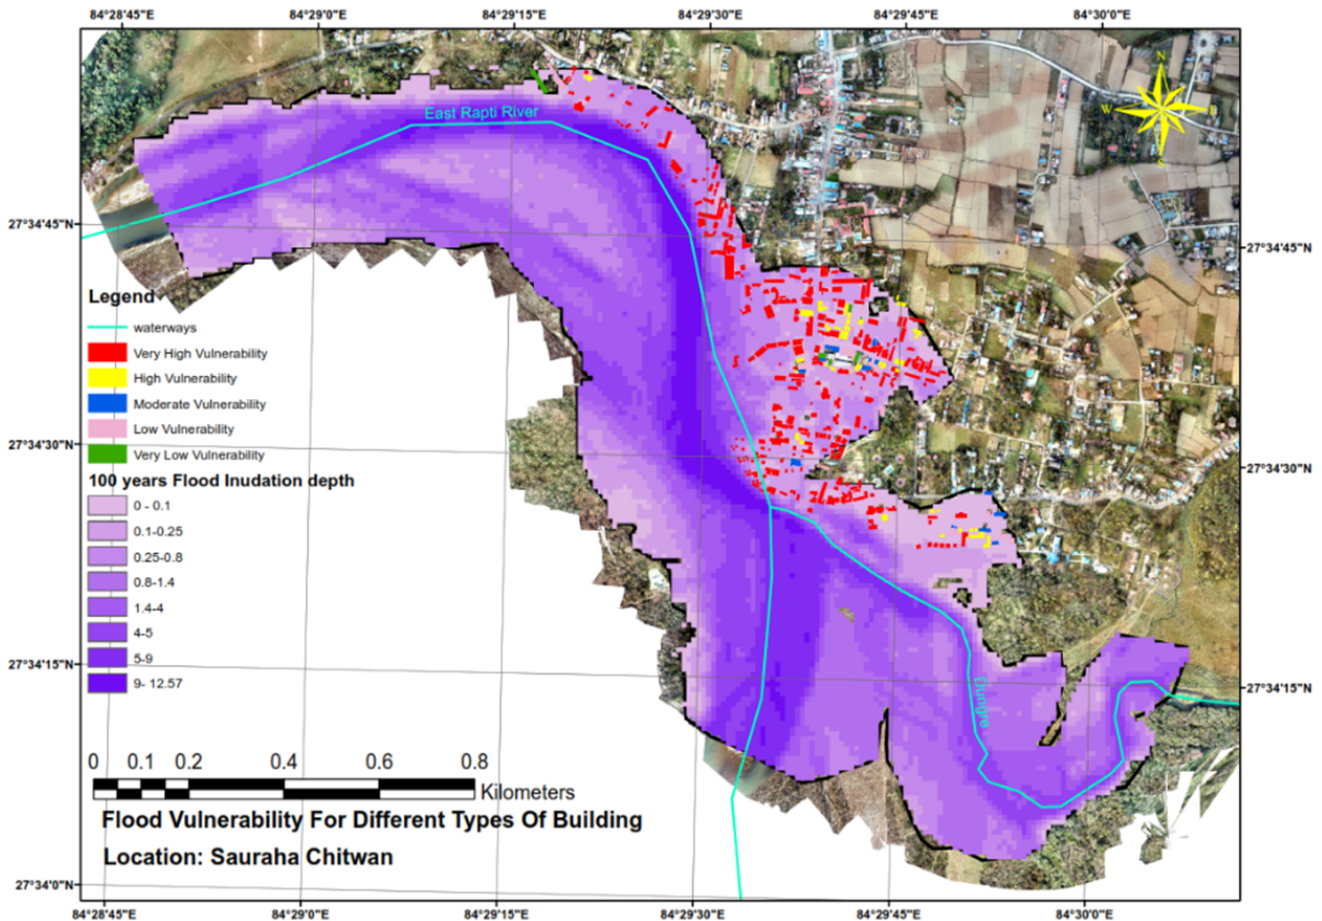 84°28'45"E 84°29'0"E 84°29'15"E 84°29'30"E 84°29'45"E 84°30'0"E
N
W
S
East Rapti River
27°34'45"N
27°34'45"N
Legend
waterways
Very High Vulnerability
High Vulnerability
Moderate Vulnerability
Low Vulnerability
Very Low Vulnerability
27°34'30"N
27°34'30"N
100 years Flood Inudation depth
0 - 0.1
0.1-0.25
0.25-0.8
0.8-1.4
1.4-4
4-5
5-9
9- 12.57
27°34'15"N
27°34'15"N
Dungre
0 0.1 0.2 0.4 0.6 0.8
Kilometers
Flood Vulnerability For Different Types Of Building
Location: Sauraha Chitwan
27°34'0"N
84°28'45"E 84°29'0"E 84°29'15"E 84°29'30"E 84°29'45"E 84°30'0"E